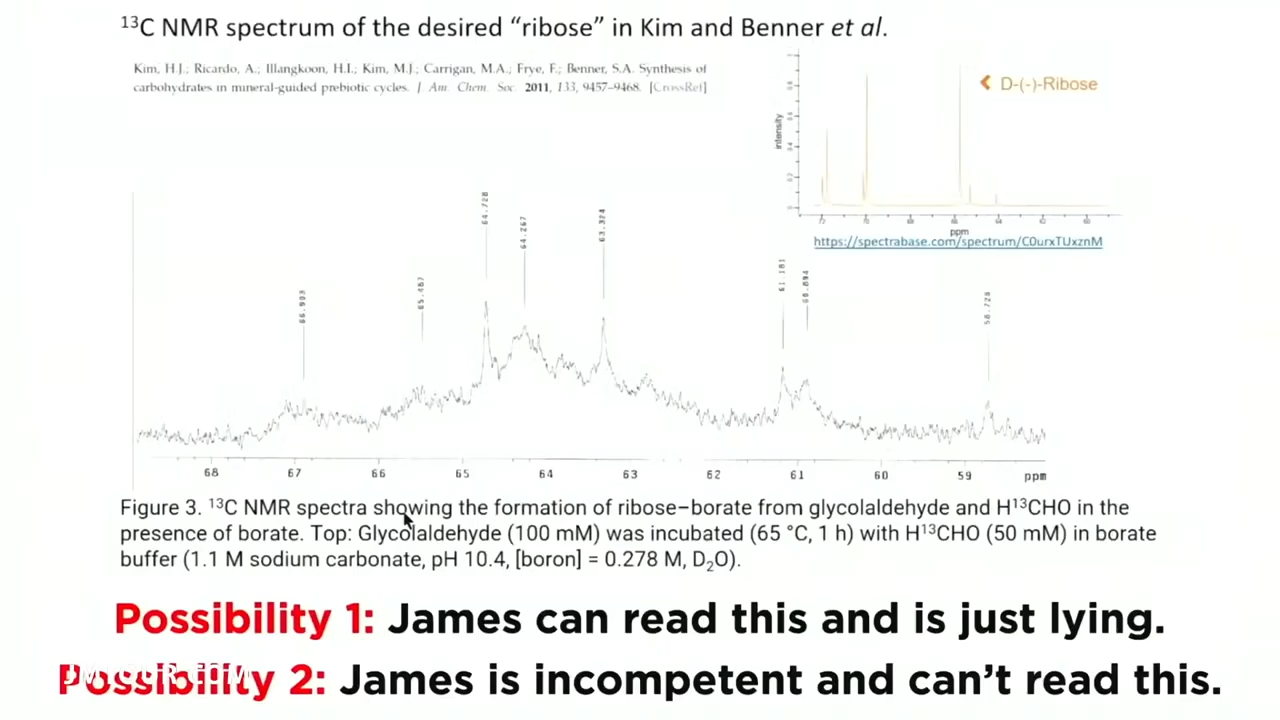 ¹³C NMR spectrum of the desired “ribose” in Kim and Benner et al.
Kim, H.J.; Ricardo, A.; Illangkoon, H.I.; Kim, M.J.; Carrigan, M.A.; Frye, F.; Benner, S.A. Synthesis of
carbohydrates in mineral-guided prebiotic cycles. J. Am. Chem. Soc. 2011, 133, 9457–9468. [CrossRef]
D-(-)-Ribose
intensity
ppm
https://spectrabase.com/spectrum/C0urxTUxznM
66.903
65.487
64.728
64.267
63.324
61.181
60.894
58.728
68 67 66 65 64 63 62 61 60 59 ppm
Figure 3. ¹³C NMR spectra showing the formation of ribose–borate from glycolaldehyde and H¹³CHO in the
presence of borate. Top: Glycolaldehyde (100 mM) was incubated (65 °C, 1 h) with H¹³CHO (50 mM) in borate
buffer (1.1 M sodium carbonate, pH 10.4, [boron] = 0.278 M, D₂O).
Possibility 1: James can read this and is just lying.
Possibility 2: James is incompetent and can’t read this.
JMTOUR.COM